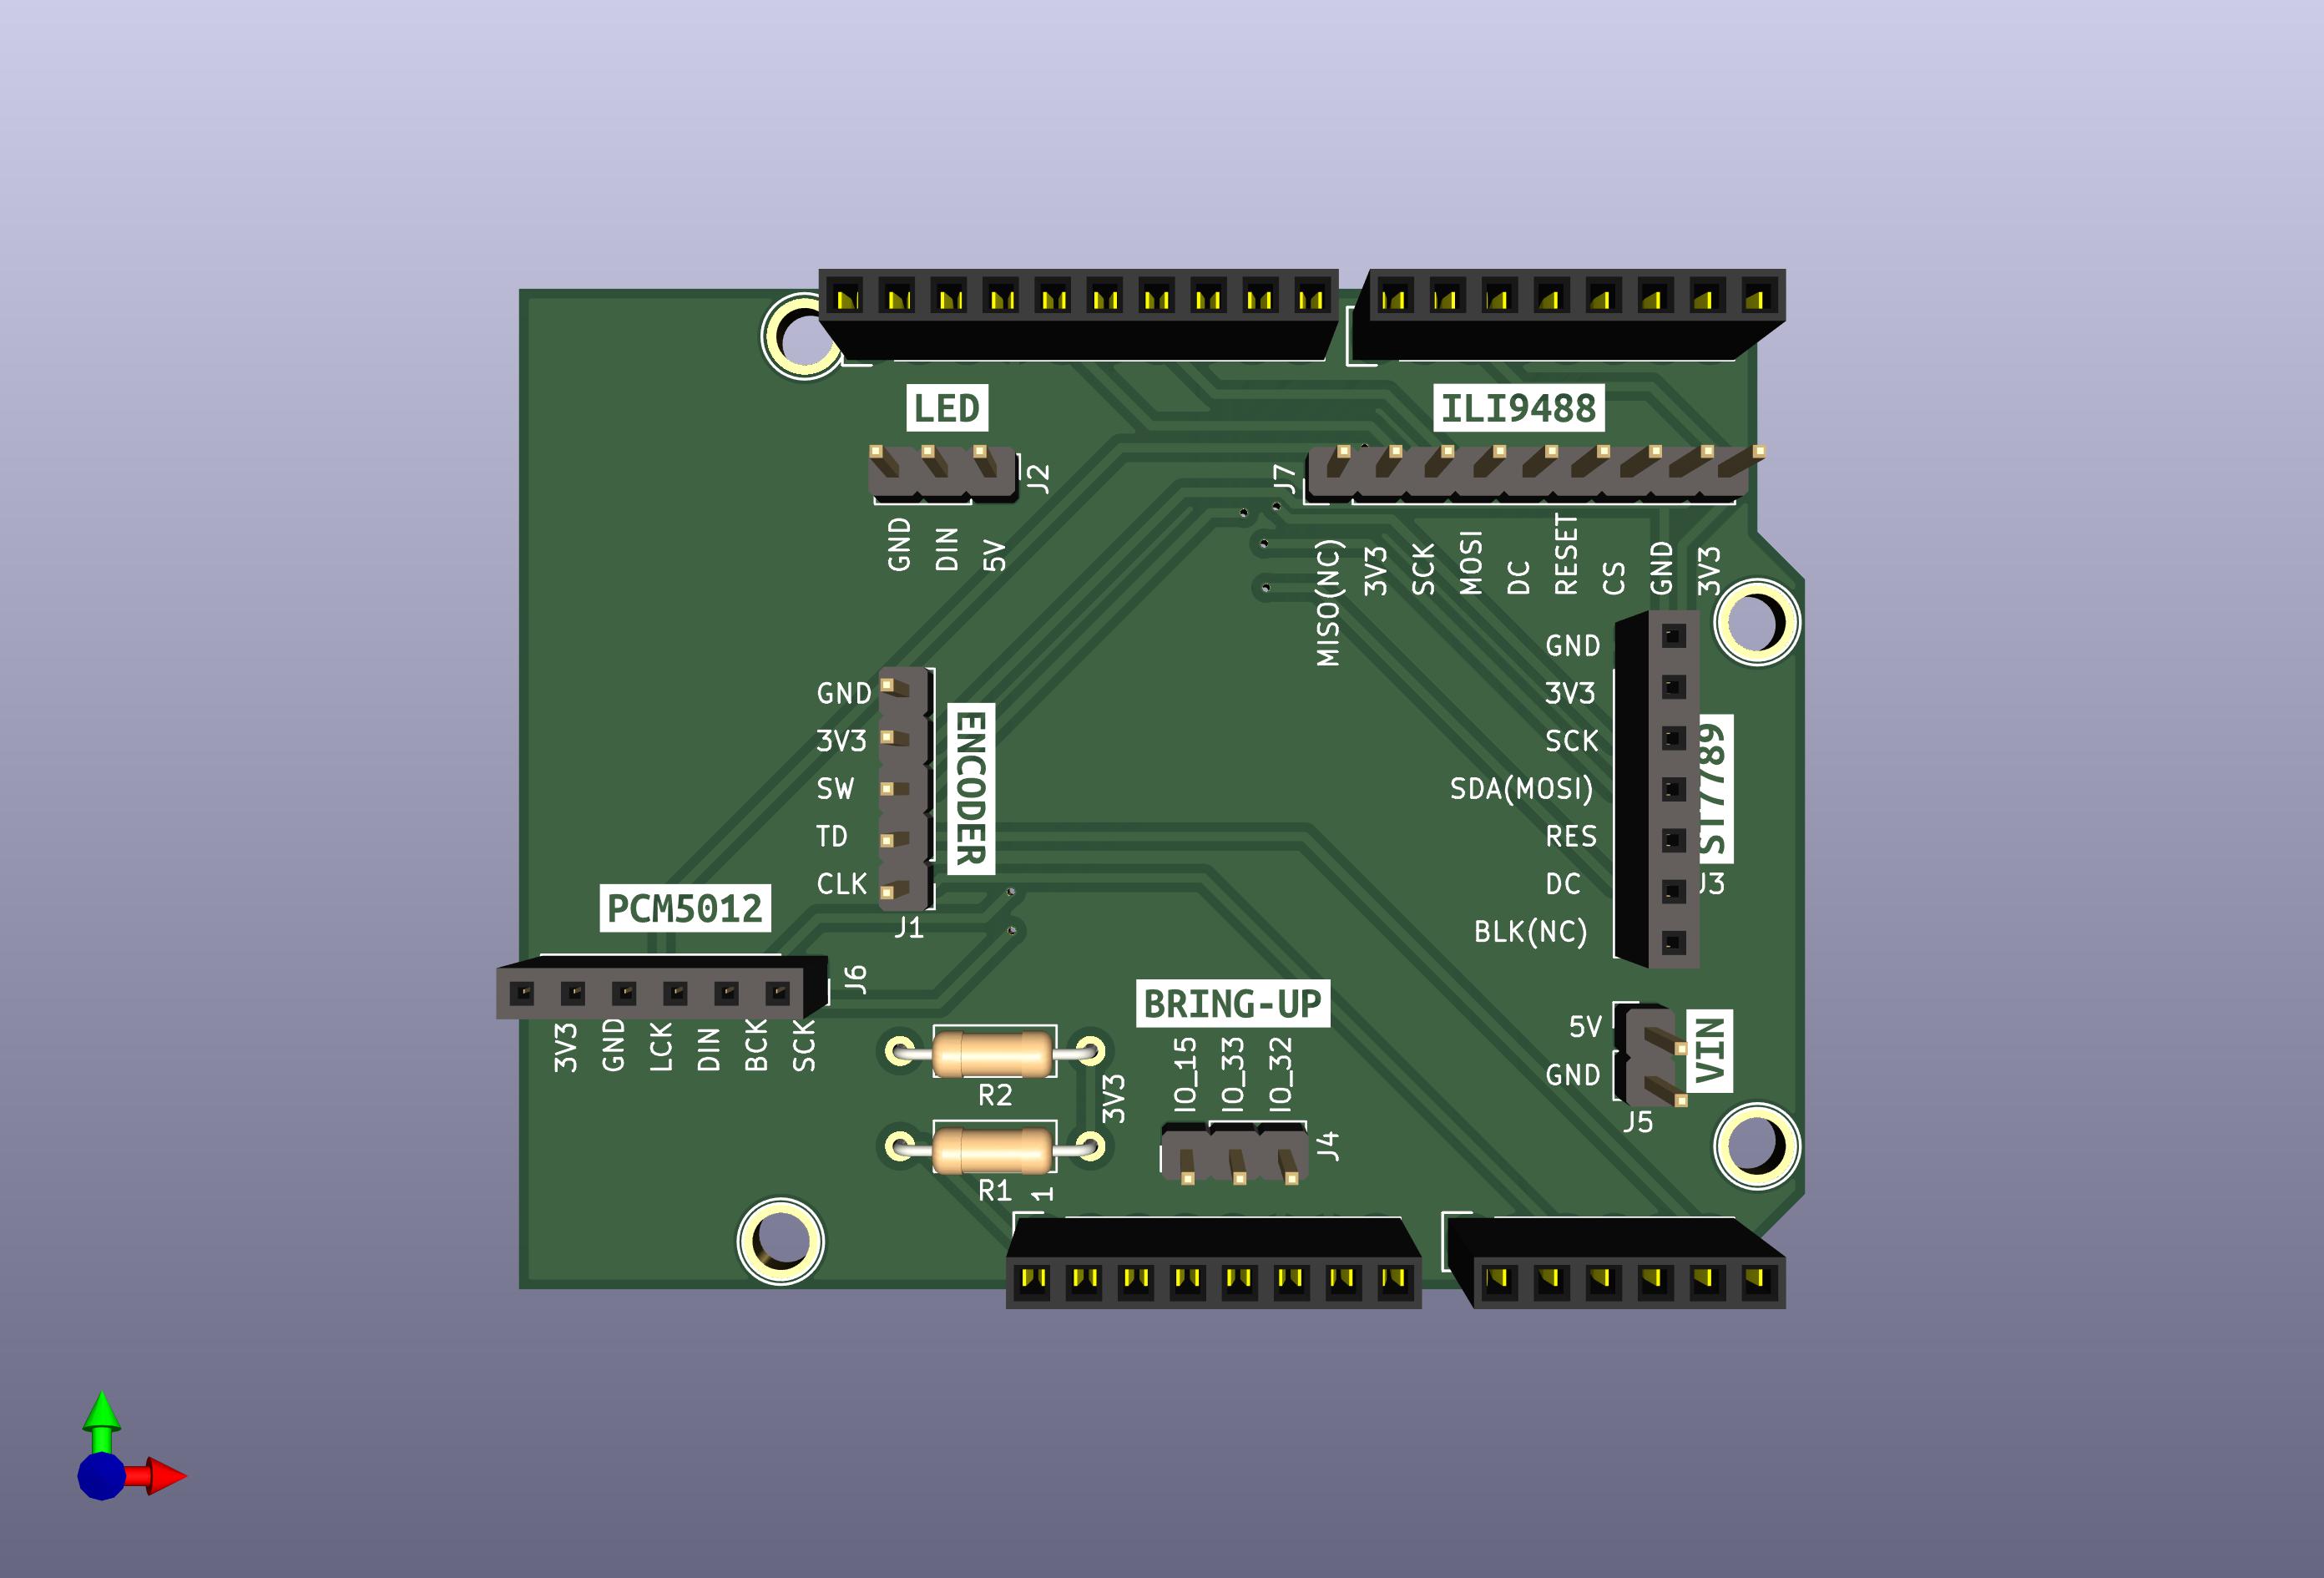 LED
ILI9488
J2
J7
GND
DIN
5V
MISO(NC)
3V3
SCK
MOSI
DC
RESET
CS
GND
3V3
GND
3V3
SW
TD
CLK
ENCODER
J1
GND
3V3
SCK
SDA(MOSI)
RES
DC
BLK(NC)
ST7789
J3
PCM5012
J6
3V3
GND
LCK
DIN
BCK
SCK
R2
3V3
R1
1
BRING-UP
IO_15
IO_33
IO_32
J4
5V
GND
VIN
J5